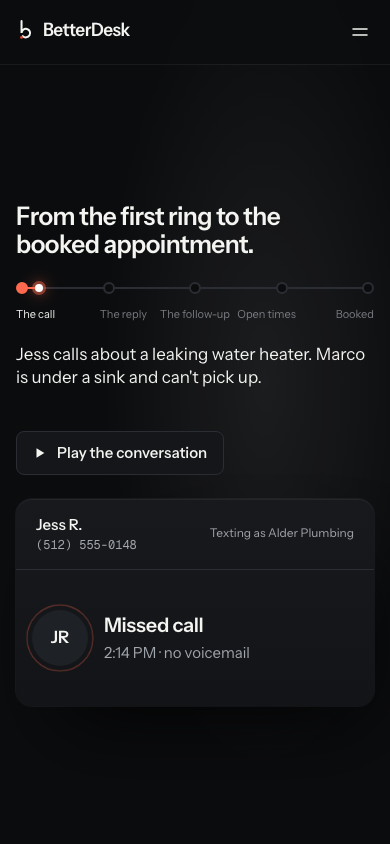 BetterDesk
From the first ring to the
booked appointment.
The call
The reply
The follow-up
Open times
Booked
Jess calls about a leaking water heater. Marco
is under a sink and can't pick up.
Play the conversation
Jess R.
(512) 555-0148
Texting as Alder Plumbing
JR
Missed call
2:14 PM · no voicemail